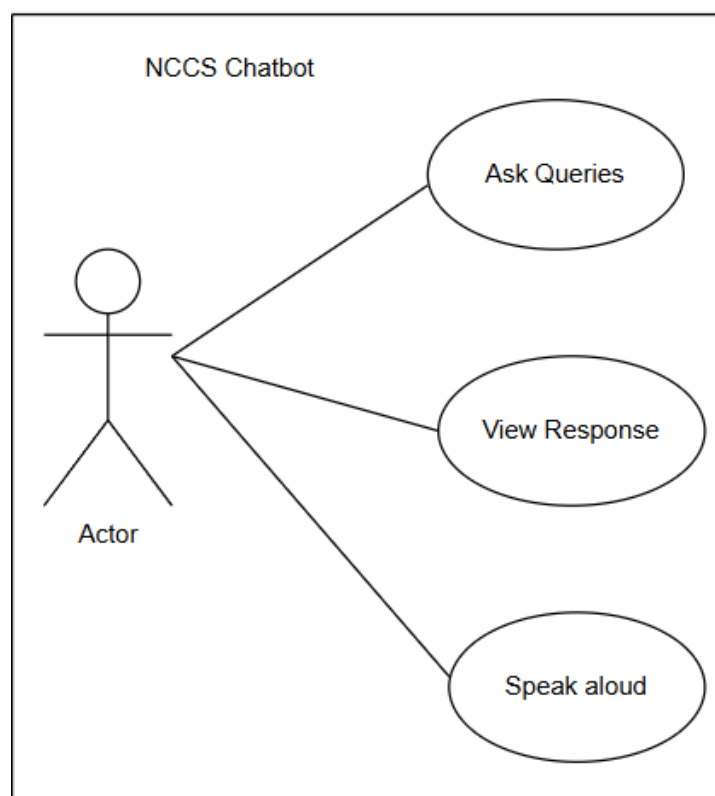 NCCS Chatbot
Ask Queries
View Response
Actor
Speak aloud